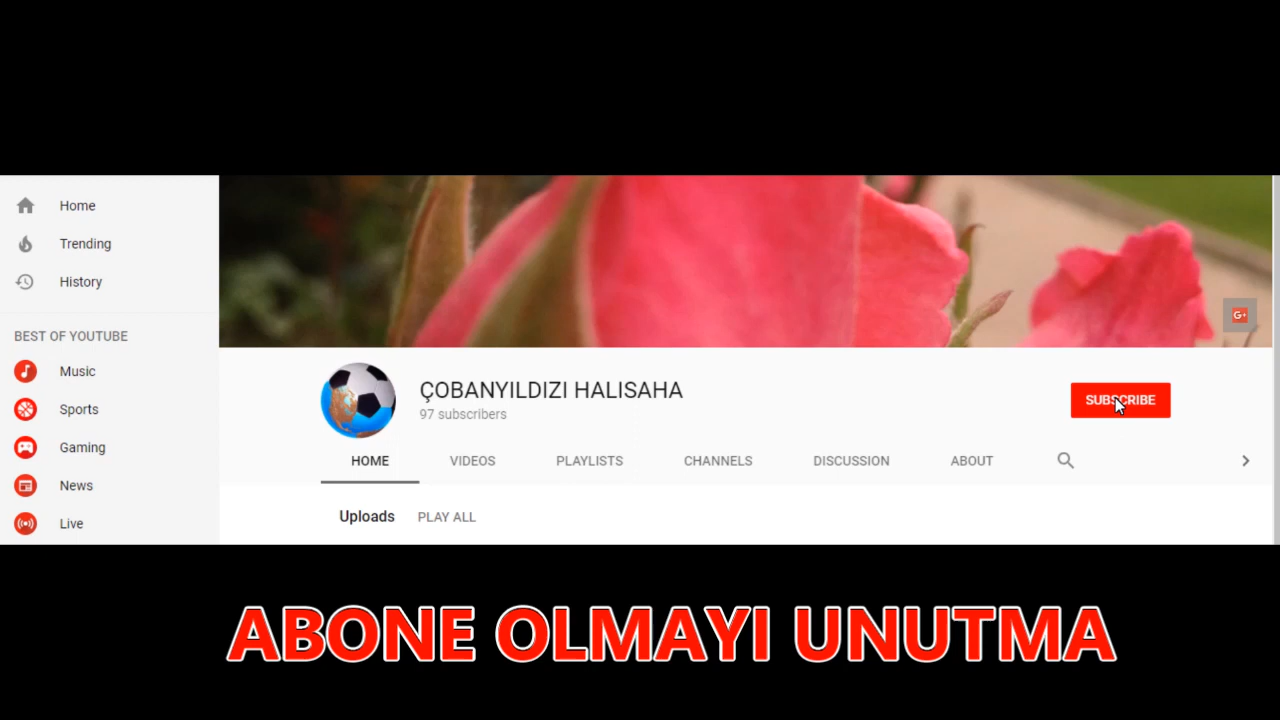 Home
Trending
History
BEST OF YOUTUBE
Music
Sports
Gaming
News
Live
G+
ÇOBANYILDIZI HALISAHA
97 subscribers
SUBSCRIBE
HOME VIDEOS PLAYLISTS CHANNELS DISCUSSION ABOUT
Uploads PLAY ALL
ABONE OLMAYI UNUTMA